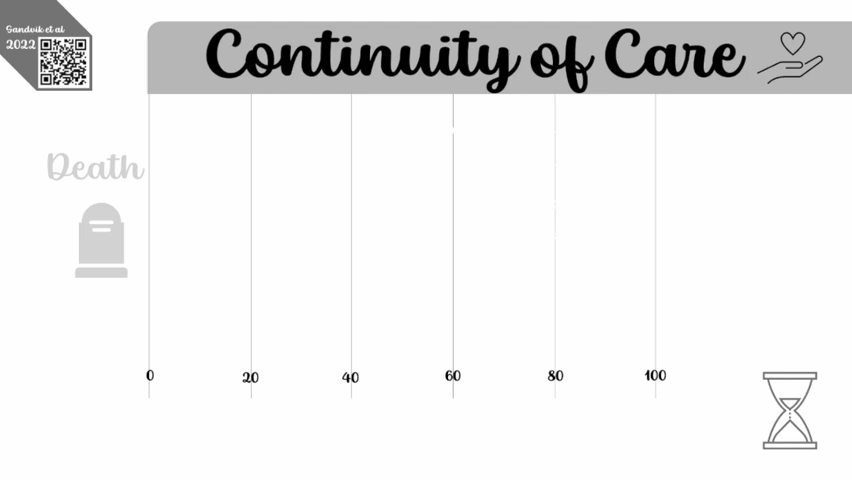 Sandvik et al
2022
Continuity of Care
Death
0 20 40 60 80 100